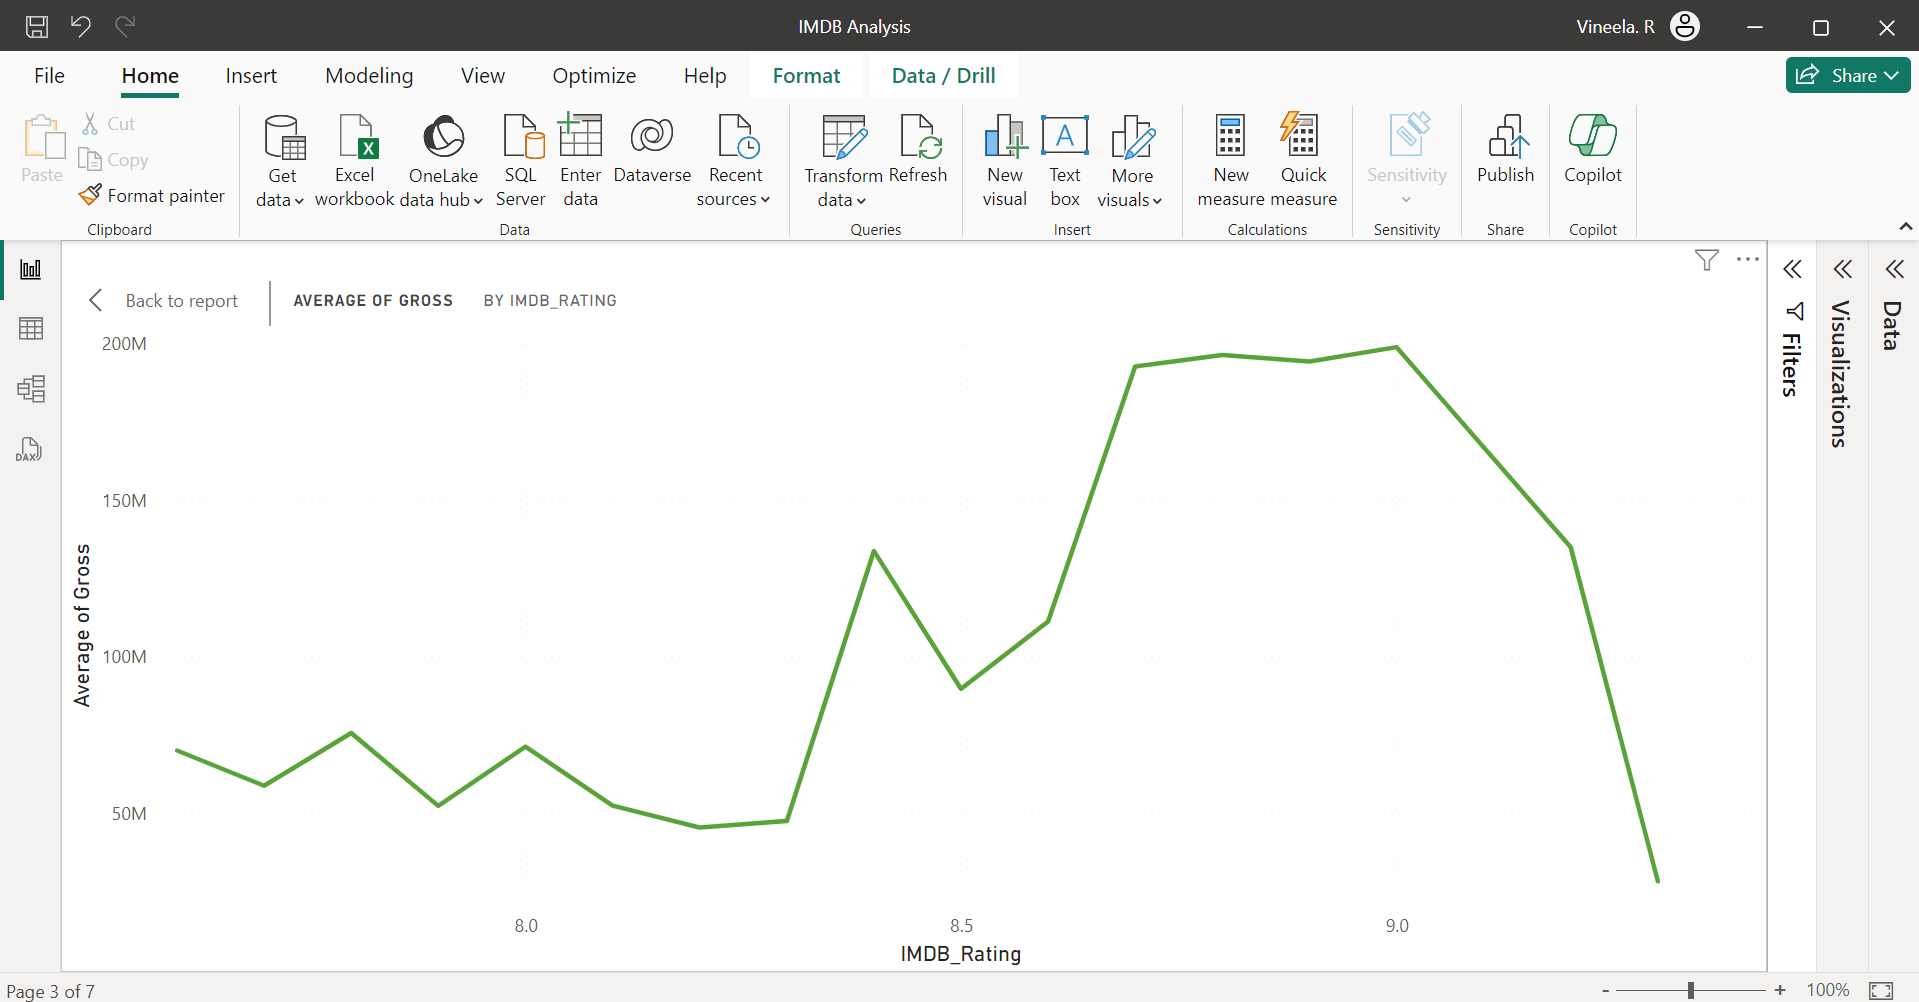 IMDB Analysis
Vineela. R
File Home Insert Modeling View Optimize Help Format Data / Drill Share
Paste
Cut
Copy
Format painter
Clipboard
Get data
Excel workbook
OneLake data hub
SQL Server
Enter data
Dataverse
Recent sources
Data
Transform data
Refresh
Queries
New visual
Text box
A
More visuals
Insert
New measure
Quick measure
Calculations
Sensitivity
Sensitivity
Publish
Share
Copilot
Copilot
DAX
Back to report
AVERAGE OF GROSS BY IMDB_RATING
200M
150M
100M
50M
Average of Gross
8.0 8.5 9.0
IMDB_Rating
Filters
Visualizations
Data
Page 3 of 7
- + 100%